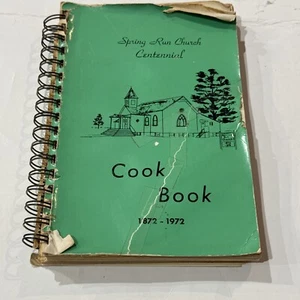 Spring Run Church
Centennial
Cook
Book
1872 - 1972